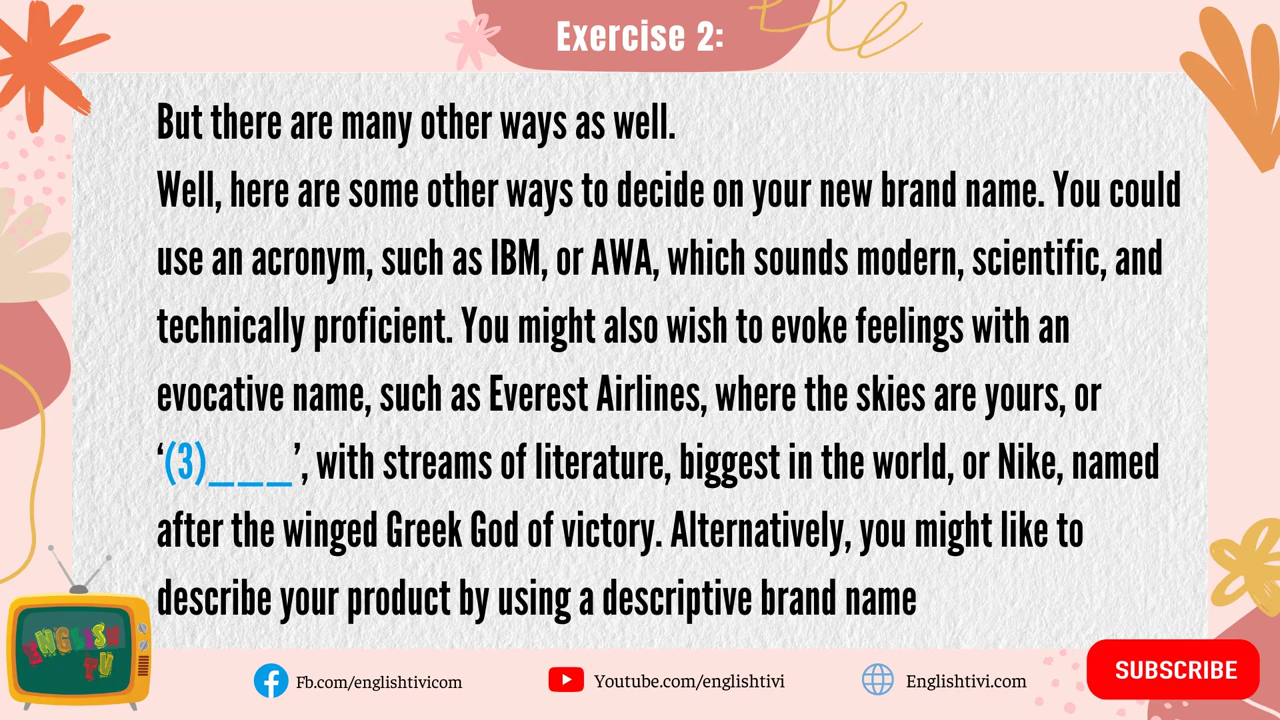 Exercise 2:
But there are many other ways as well.
Well, here are some other ways to decide on your new brand name. You could
use an acronym, such as IBM, or AWA, which sounds modern, scientific, and
technically proficient. You might also wish to evoke feelings with an
evocative name, such as Everest Airlines, where the skies are yours, or
‘(3)___ ’, with streams of literature, biggest in the world, or Nike, named
after the winged Greek God of victory. Alternatively, you might like to
describe your product by using a descriptive brand name
ENGLISH
TV
Fb.com/englishtivicom
Youtube.com/englishtivi
Englishtivi.com
SUBSCRIBE